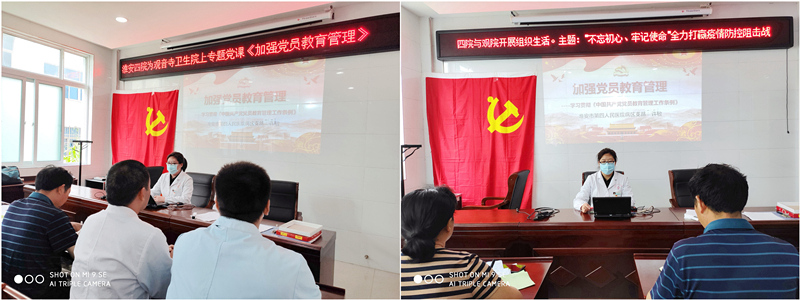 淮安四院为观音寺卫生院上专题党课《加强党员教育管理》
加强党员教育管理
SHOT ON MI 9 SE
AI TRIPLE CAMERA
四院与观院开展组织生活。主题："不忘初心、牢记使命"全力打赢疫情防控阻击战
加强党员教育管理
SHOT ON MI 9 SE
AI TRIPLE CAMERA